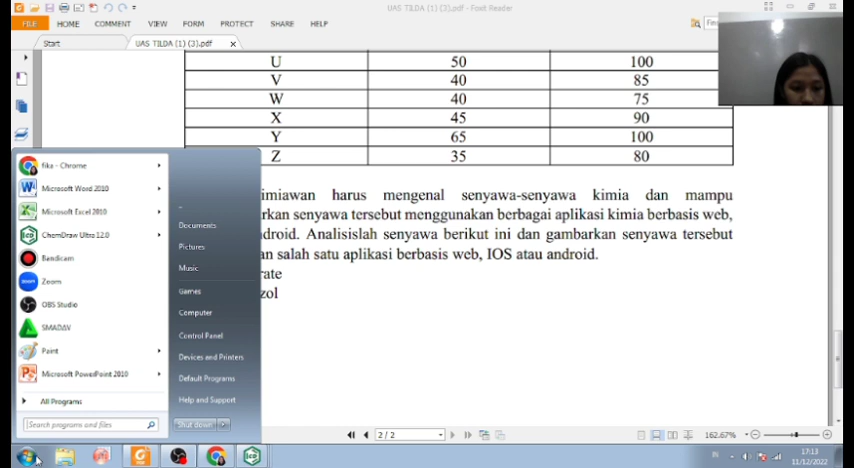 UAS TILDA (1) (3).pdf - Foxit Reader
FILE HOME COMMENT VIEW FORM PROTECT SHARE HELP
Start UAS TILDA (1) (3).pdf
U 50 100
V 40 85
W 40 75
X 45 90
Y 65 100
Z 35 80
imiawan harus mengenal senyawa-senyawa kimia dan mampu
arkan senyawa tersebut menggunakan berbagai aplikasi kimia berbasis web,
droid. Analisislah senyawa berikut ini dan gambarkan senyawa tersebut
an salah satu aplikasi berbasis web, IOS atau android.
rate
zol
fika - Chrome
Microsoft Word 2010
Microsoft Excel 2010
ChemDraw Ultra 12.0
Bandicam
Zoom
OBS Studio
SMADAV
Paint
Microsoft PowerPoint 2010
All Programs
Search programs and files
Documents
Pictures
Music
Games
Computer
Control Panel
Devices and Printers
Default Programs
Help and Support
Shut down
2 / 2
162.67%
IN
17:13
11/12/2022